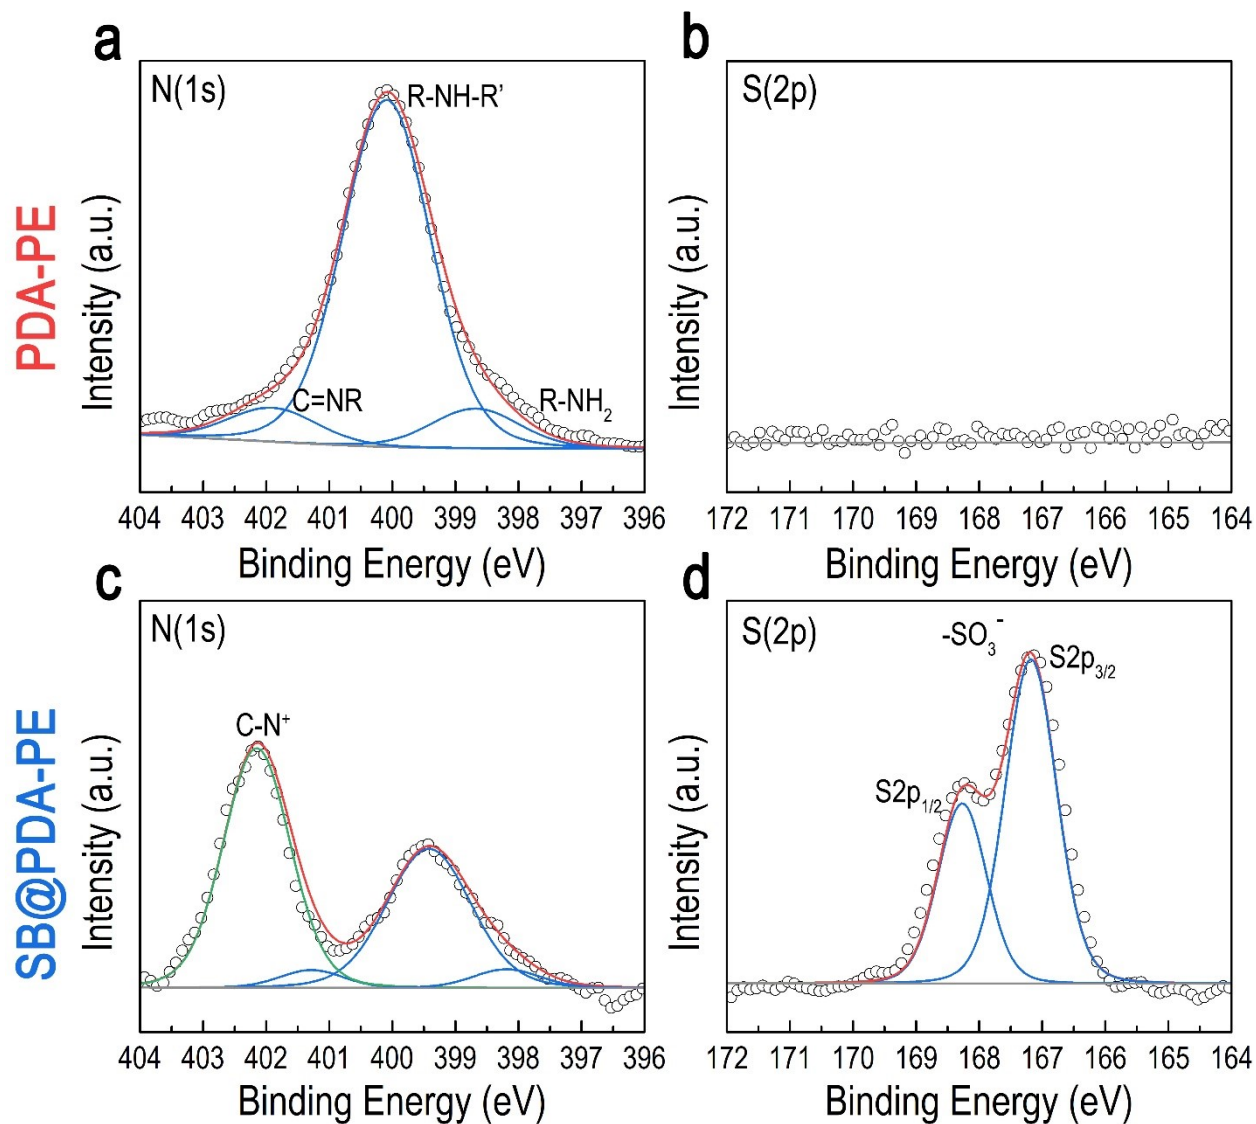 a
N(1s)
R-NH-R'
C=NR
R-NH₂
Intensity (a.u.)
404 403 402 401 400 399 398 397 396
Binding Energy (eV)
PDA-PE
b
S(2p)
Intensity (a.u.)
172 171 170 169 168 167 166 165 164
Binding Energy (eV)
c
N(1s)
C-N⁺
Intensity (a.u.)
404 403 402 401 400 399 398 397 396
Binding Energy (eV)
SB@PDA-PE
d
S(2p)
-SO₃⁻
S2p₃/₂
S2p₁/₂
Intensity (a.u.)
172 171 170 169 168 167 166 165 164
Binding Energy (eV)